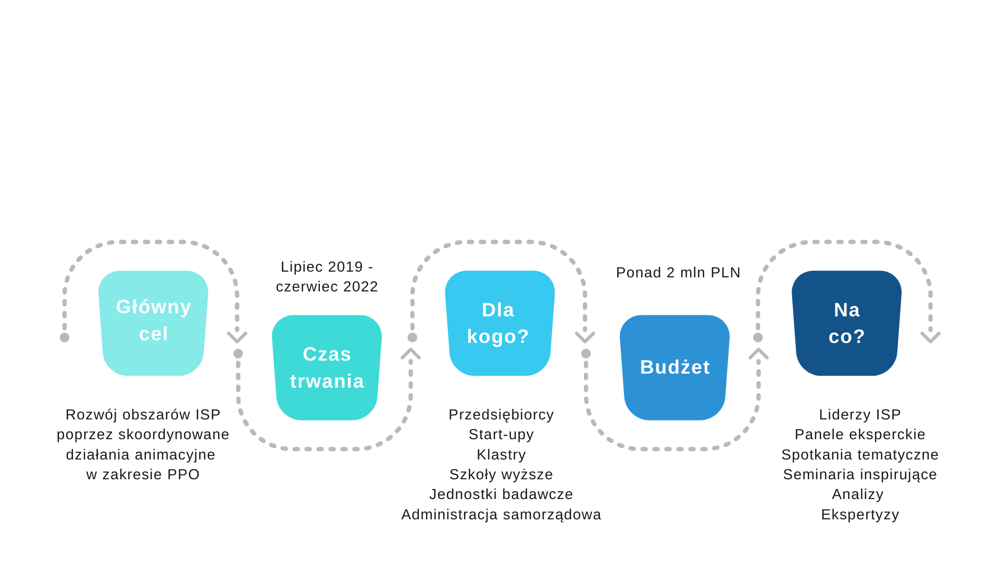 Główny
cel
Rozwój obszarów ISP
poprzez skoordynowane
działania animacyjne
w zakresie PPO
Lipiec 2019 -
czerwiec 2022
Czas
trwania
Dla
kogo?
Przedsiębiorcy
Start-upy
Klastry
Szkoły wyższe
Jednostki badawcze
Administracja samorządowa
Ponad 2 mln PLN
Budżet
Na
co?
Liderzy ISP
Panele eksperckie
Spotkania tematyczne
Seminaria inspirujące
Analizy
Ekspertyzy